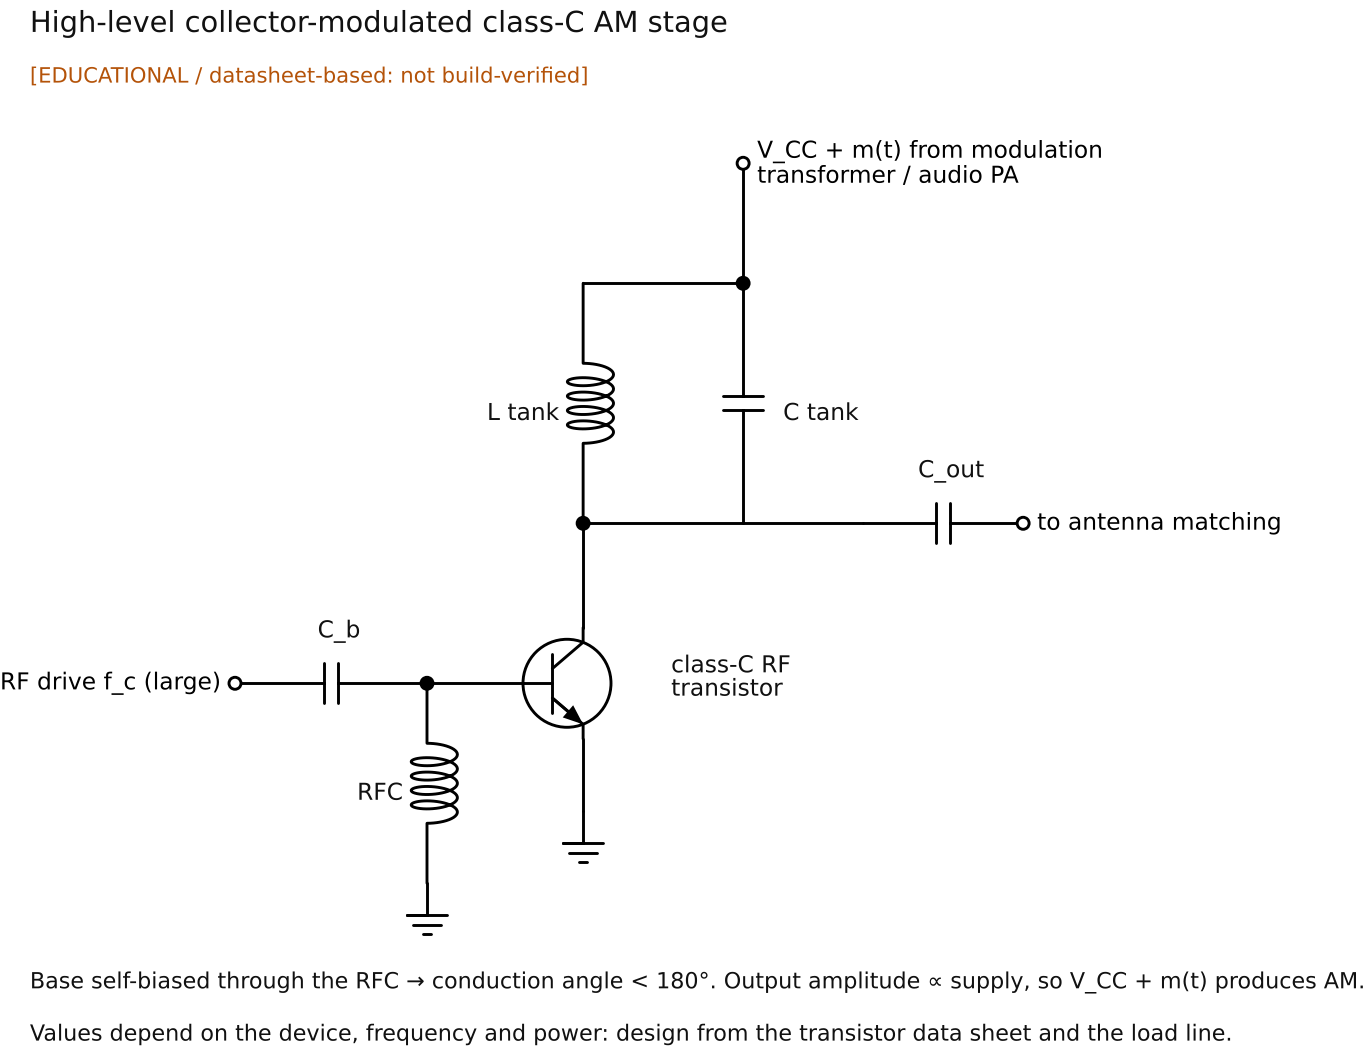 High-level collector-modulated class-C AM stage
[EDUCATIONAL / datasheet-based: not build-verified]
V_CC + m(t) from modulation
transformer / audio PA
L tank
C tank
C_out
to antenna matching
C_b
RF drive f_c (large)
class-C RF
transistor
RFC
Base self-biased through the RFC → conduction angle < 180°. Output amplitude ∝ supply, so V_CC + m(t) produces AM.
Values depend on the device, frequency and power: design from the transistor data sheet and the load line.